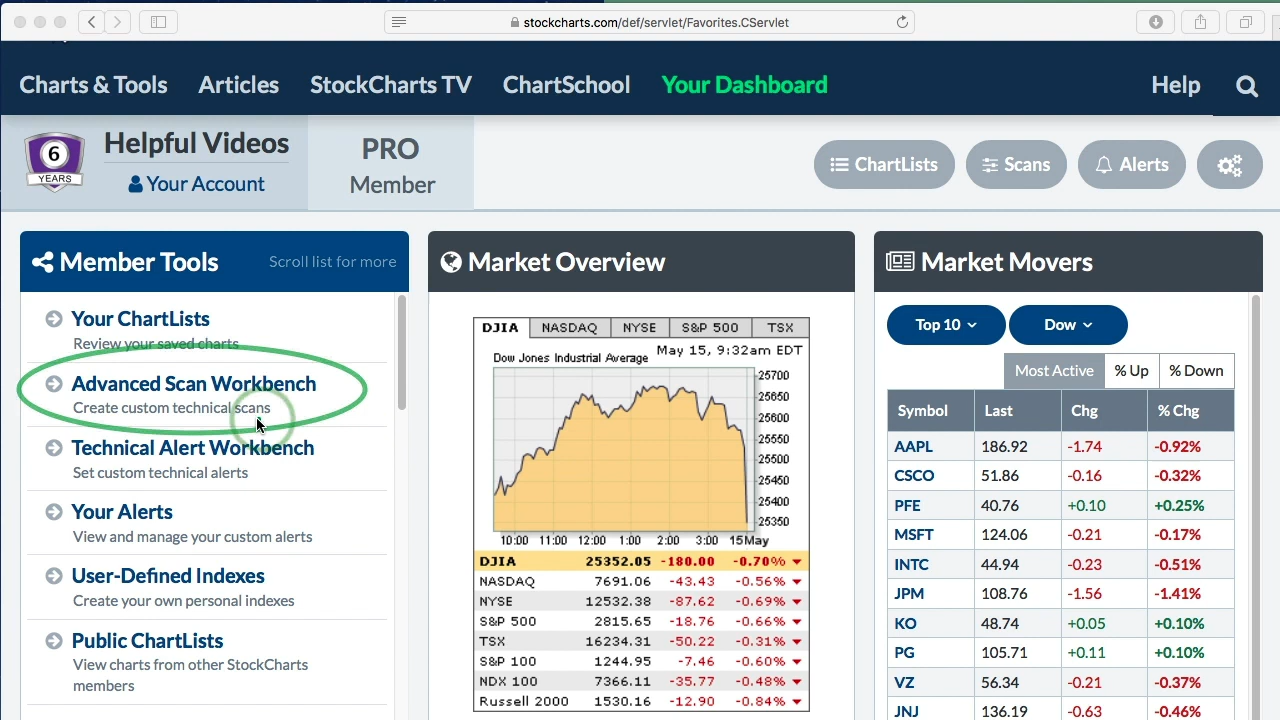 stockcharts.com/def/servlet/Favorites.CServlet
Charts & Tools Articles StockCharts TV ChartSchool Your Dashboard Help
6
YEARS
Helpful Videos
Your Account
PRO
Member
ChartLists Scans Alerts
Member Tools Scroll list for more
Your ChartLists
Review your saved charts
Advanced Scan Workbench
Create custom technical scans
Technical Alert Workbench
Set custom technical alerts
Your Alerts
View and manage your custom alerts
User-Defined Indexes
Create your own personal indexes
Public ChartLists
View charts from other StockCharts
members
Market Overview
DJIA NASDAQ NYSE S&P 500 TSX
Dow Jones Industrial Average May 15, 9:32am EDT
25700
25650
25600
25550
25500
25450
25400
25350
10:00 11:00 12:00 1:00 2:00 3:00 15May
DJIA 25352.05 -180.00 -0.70%
NASDAQ 7691.06 -43.43 -0.56%
NYSE 12532.38 -87.62 -0.69%
S&P 500 2815.65 -18.76 -0.66%
TSX 16234.31 -50.22 -0.31%
S&P 100 1244.95 -7.46 -0.60%
NDX 100 7366.11 -35.77 -0.48%
Russell 2000 1530.16 -12.90 -0.84%
Market Movers
Top 10 Dow
Most Active % Up % Down
Symbol Last Chg % Chg
AAPL 186.92 -1.74 -0.92%
CSCO 51.86 -0.16 -0.32%
PFE 40.76 +0.10 +0.25%
MSFT 124.06 -0.21 -0.17%
INTC 44.94 -0.23 -0.51%
JPM 108.76 -1.56 -1.41%
KO 48.74 +0.05 +0.10%
PG 105.71 +0.11 +0.10%
VZ 56.34 -0.21 -0.37%
JNJ 136.19 -0.63 -0.46%